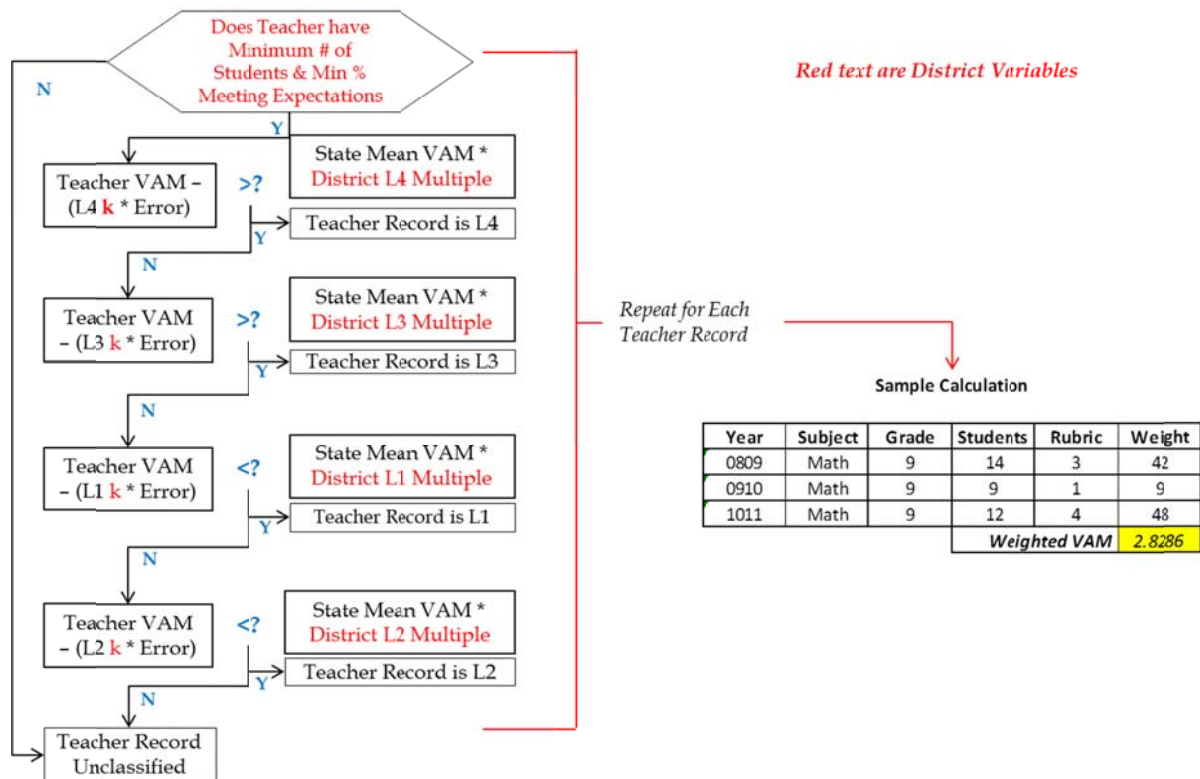 Does Teacher have
Minimum # of
Students & Min %
Meeting Expectations
Red text are District Variables
N
Y
Teacher VAM –
(L4 k * Error)
>?
State Mean VAM *
District L4 Multiple
Y
Teacher Record is L4
N
Teacher VAM
– (L3 k * Error)
>?
State Mean VAM *
District L3 Multiple
Y
Teacher Record is L3
N
Teacher VAM
– (L1 k * Error)
<?
State Mean VAM *
District L1 Multiple
Y
Teacher Record is L1
N
Teacher VAM
– (L2 k * Error)
<?
State Mean VAM *
District L2 Multiple
Y
Teacher Record is L2
N
Teacher Record
Unclassified
Repeat for Each
Teacher Record
Sample Calculation
Year Subject Grade Students Rubric Weight
0809 Math 9 14 3 42
0910 Math 9 9 1 9
1011 Math 9 12 4 48
Weighted VAM 2.8286